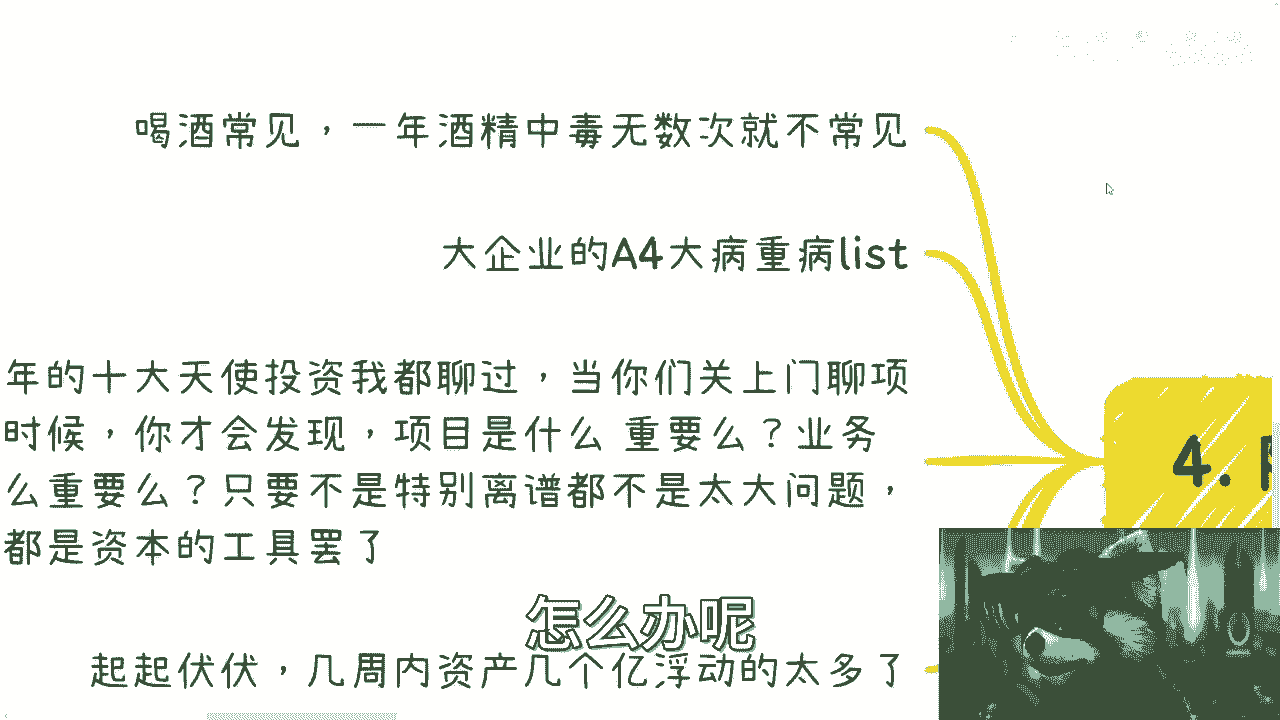 喝酒常见，一年酒精中毒无数次就不常见
大企业的A4大病重病list
年的十大天使投资我都聊过，当你们关上门聊项
时候，你才会发现，项目是什么 重要么？业务
么重要么？只要不是特别离谱都不是太大问题，
都是资本的工具罢了
4.
怎么办呢
起起伏伏，几周内资产几个亿浮动的太多了